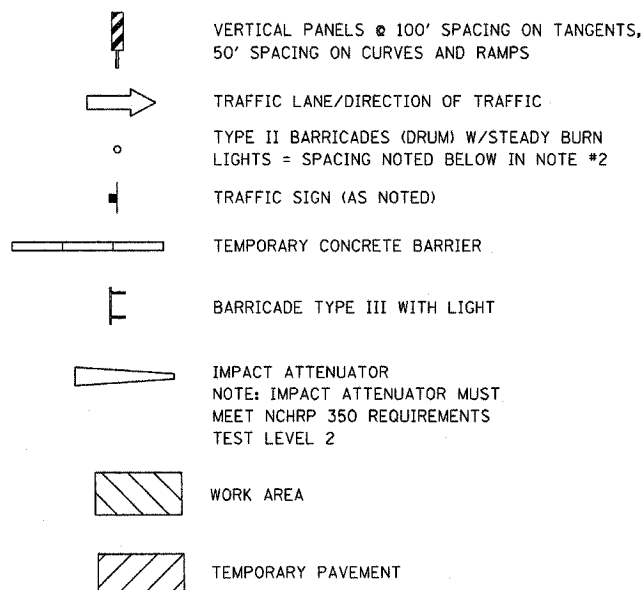 VERTICAL PANELS @ 100' SPACING ON TANGENTS,
50' SPACING ON CURVES AND RAMPS
TRAFFIC LANE/DIRECTION OF TRAFFIC
TYPE II BARRICADES (DRUM) W/STEADY BURN
LIGHTS = SPACING NOTED BELOW IN NOTE #2
TRAFFIC SIGN (AS NOTED)
TEMPORARY CONCRETE BARRIER
BARRICADE TYPE III WITH LIGHT
IMPACT ATTENUATOR
NOTE: IMPACT ATTENUATOR MUST
MEET NCHRP 350 REQUIREMENTS
TEST LEVEL 2
WORK AREA
TEMPORARY PAVEMENT